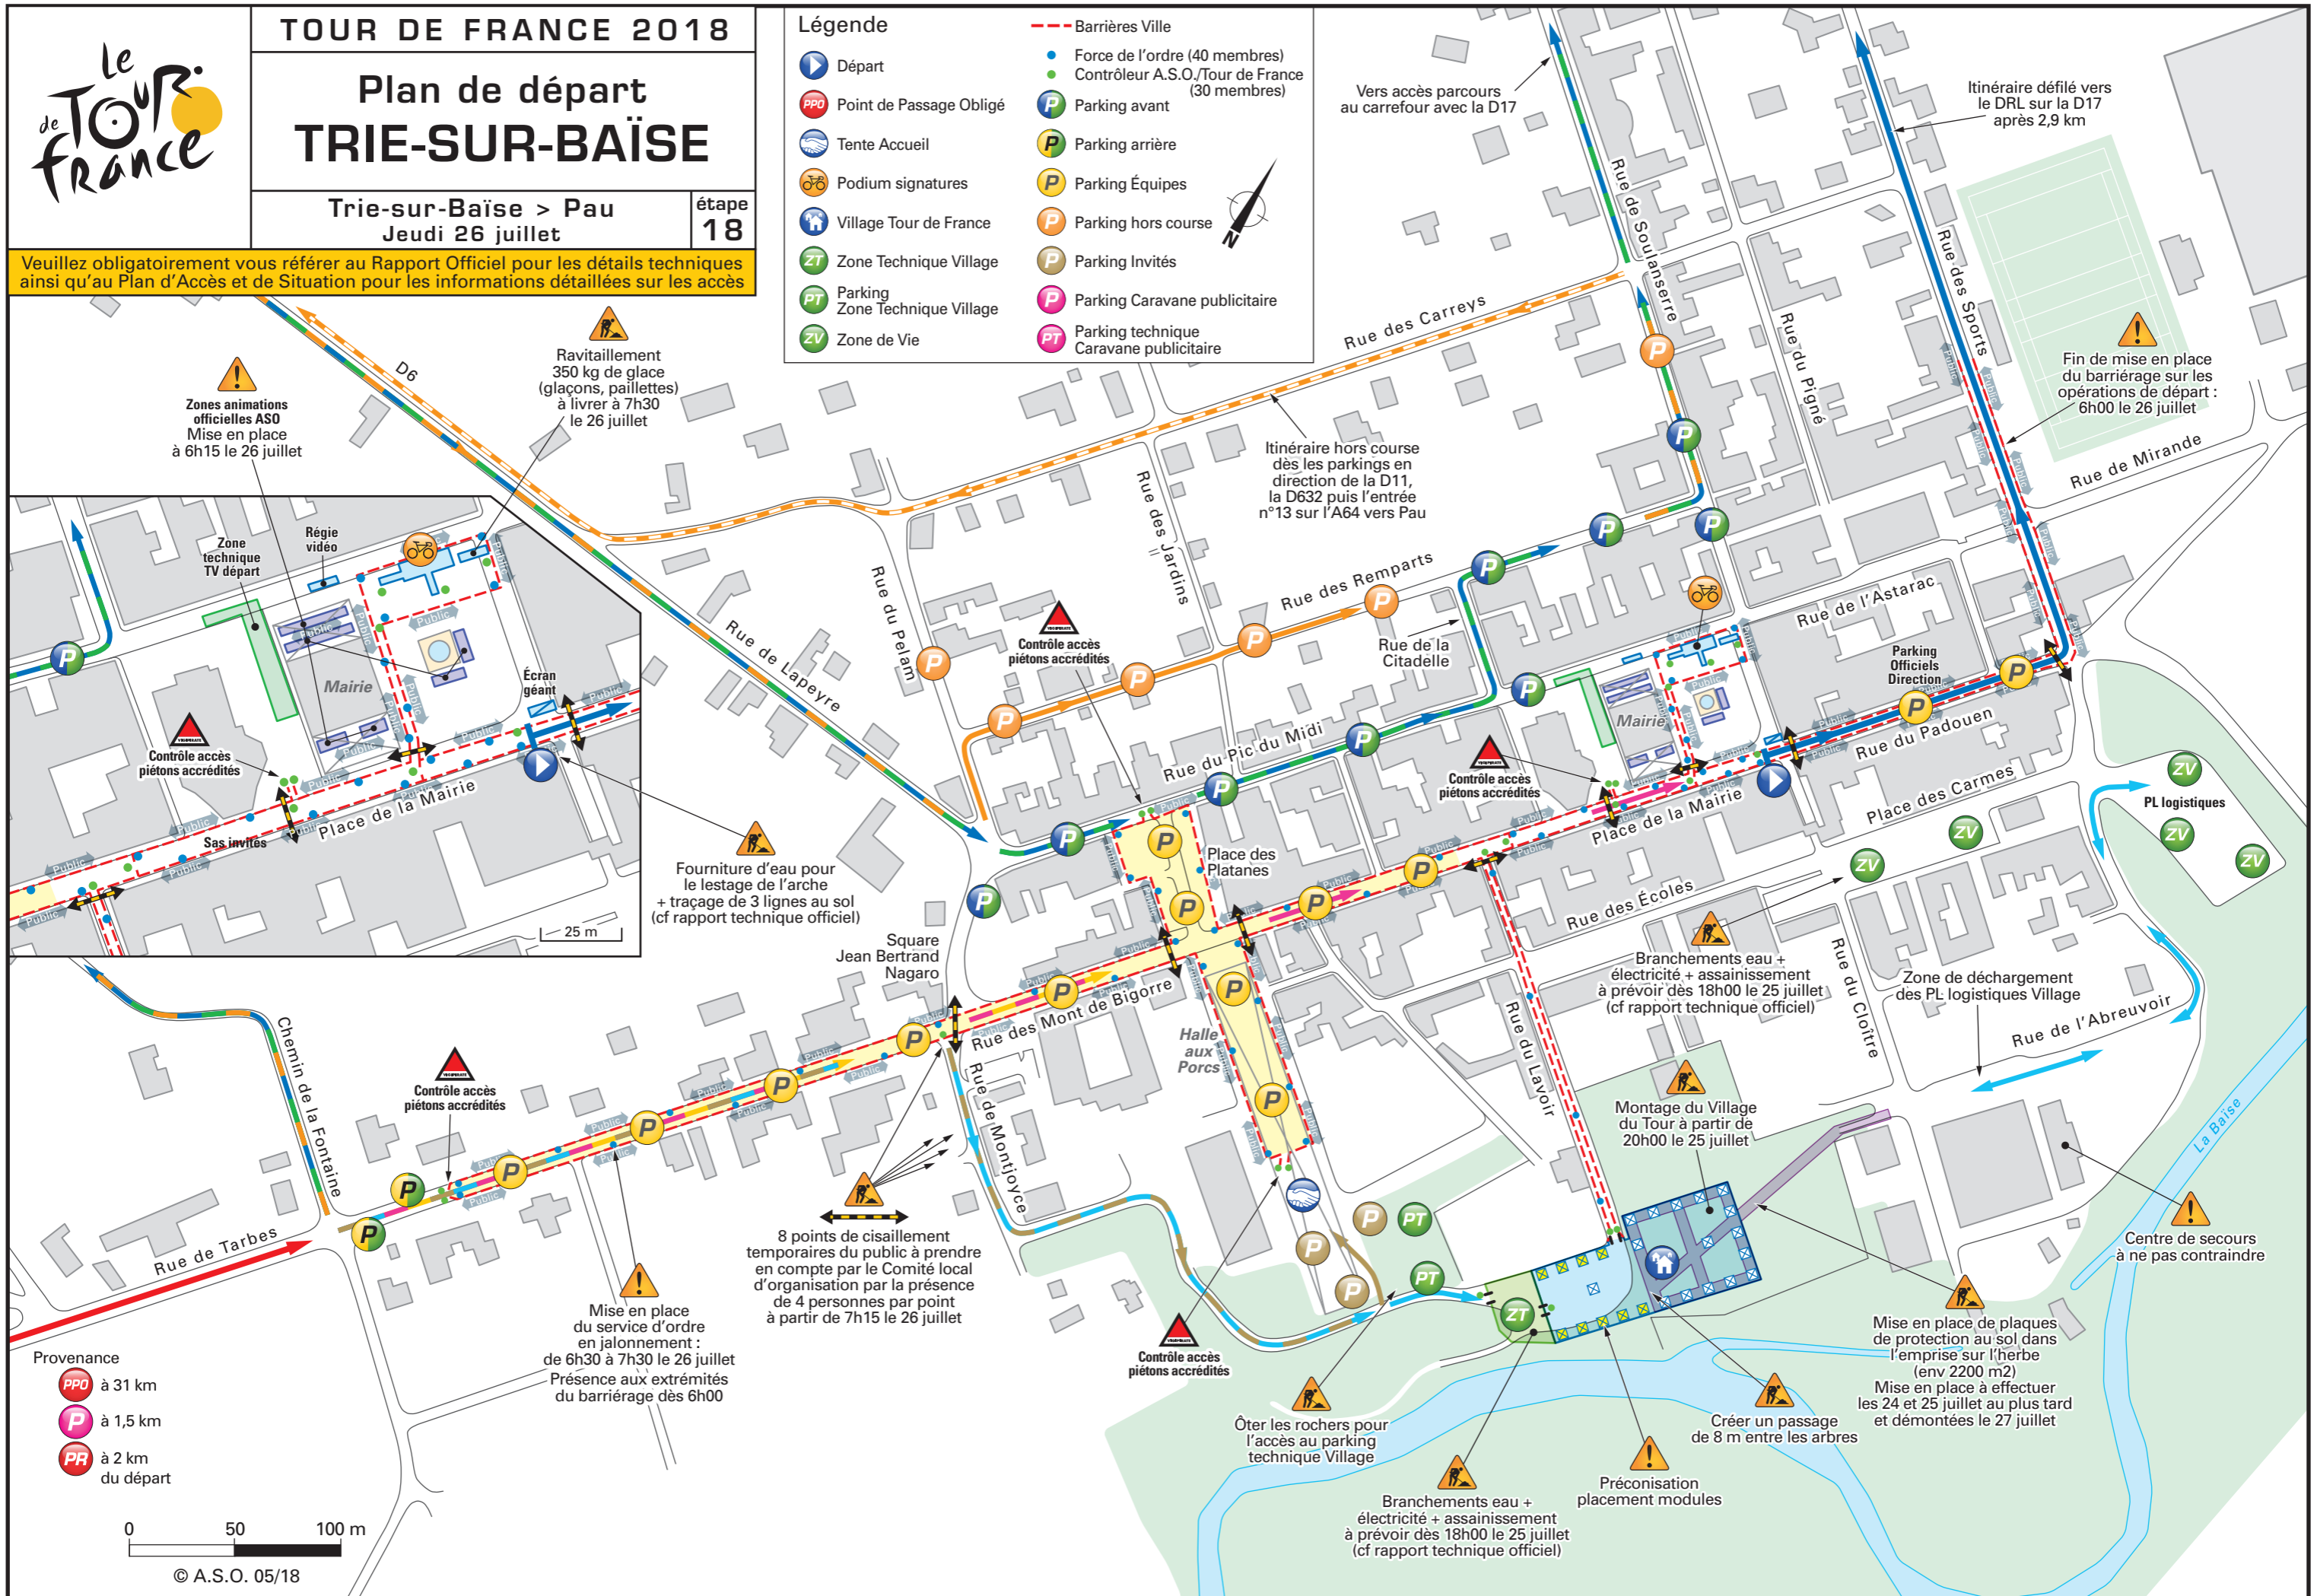 Le
TOUR
de
france
TOUR DE FRANCE 2018
Plan de départ
TRIE-SUR-BAÏSE
Trie-sur-Baïse > Pau
Jeudi 26 juillet
étape
18
Veuillez obligatoirement vous référer au Rapport Officiel pour les détails techniques
ainsi qu'au Plan d'Accès et de Situation pour les informations détaillées sur les accès
Légende
Départ
PPO Point de Passage Obligé
Tente Accueil
Podium signatures
Village Tour de France
ZT Zone Technique Village
PT Parking
Zone Technique Village
ZV Zone de Vie
Barrières Ville
Force de l'ordre (40 membres)
Contrôleur A.S.O./Tour de France
(30 membres)
P Parking avant
P Parking arrière
P Parking Équipes
P Parking hors course
P Parking Invités
P Parking Caravane publicitaire
PT Parking technique
Caravane publicitaire
N
Vers accès parcours
au carrefour avec la D17
Itinéraire défilé vers
le DRL sur la D17
après 2,9 km
Rue de Soulanserre
Rue des Sports
Rue du Pigné
Rue des Carreys
Fin de mise en place
du barriérage sur les
opérations de départ :
6h00 le 26 juillet
Rue de Mirande
D6
Ravitaillement
350 kg de glace
(glaçons, paillettes)
à livrer à 7h30
le 26 juillet
Zones animations
officielles ASO
Mise en place
à 6h15 le 26 juillet
Itinéraire hors course
dès les parkings en
direction de la D11,
la D632 puis l'entrée
n°13 sur l'A64 vers Pau
Rue des Jardins
Rue du Pelam
Rue des Remparts
Rue de la
Citadelle
Rue de Lapeyre
Rue de l'Astarac
Parking
Officiels
Direction
Contrôle accès
piétons accrédités
Zone
technique
TV départ
Régie
vidéo
Public
Mairie
Écran
géant
Contrôle accès
piétons accrédités
Place de la Mairie
Sas invités
25 m
Fourniture d'eau pour
le lestage de l'arche
+ traçage de 3 lignes au sol
(cf rapport technique officiel)
Rue du Pic du Midi
Mairie
Contrôle accès
piétons accrédités
Place de la Mairie
Rue du Padouen
Place des Carmes
PL logistiques
ZV
ZV
ZV
ZV
ZV
Place des
Platanes
Rue des Écoles
Square
Jean Bertrand
Nagaro
Rue des Mont de Bigorre
Branchements eau +
électricité + assainissement
à prévoir dès 18h00 le 25 juillet
(cf rapport technique officiel)
Rue du Cloître
Zone de déchargement
des PL logistiques Village
Rue de l'Abreuvoir
Halle
aux
Porcs
Rue du Lavoir
Chemin de la Fontaine
Contrôle accès
piétons accrédités
Rue de Montjoyce
Montage du Village
du Tour à partir de
20h00 le 25 juillet
La Baïse
Rue de Tarbes
8 points de cisaillement
temporaires du public à prendre
en compte par le Comité local
d'organisation par la présence
de 4 personnes par point
à partir de 7h15 le 26 juillet
P
PT
PT
ZT
Centre de secours
à ne pas contraindre
Mise en place
du service d'ordre
en jalonnement :
de 6h30 à 7h30 le 26 juillet
Présence aux extrémités
du barriérage dès 6h00
Contrôle accès
piétons accrédités
Mise en place de plaques
de protection au sol dans
l'emprise sur l'herbe
(env 2200 m2)
Mise en place à effectuer
les 24 et 25 juillet au plus tard
et démontées le 27 juillet
Provenance
PPO à 31 km
P à 1,5 km
PR à 2 km
du départ
Ôter les rochers pour
l'accès au parking
technique Village
Créer un passage
de 8 m entre les arbres
Préconisation
placement modules
Branchements eau +
électricité + assainissement
à prévoir dès 18h00 le 25 juillet
(cf rapport technique officiel)
0 50 100 m
© A.S.O. 05/18